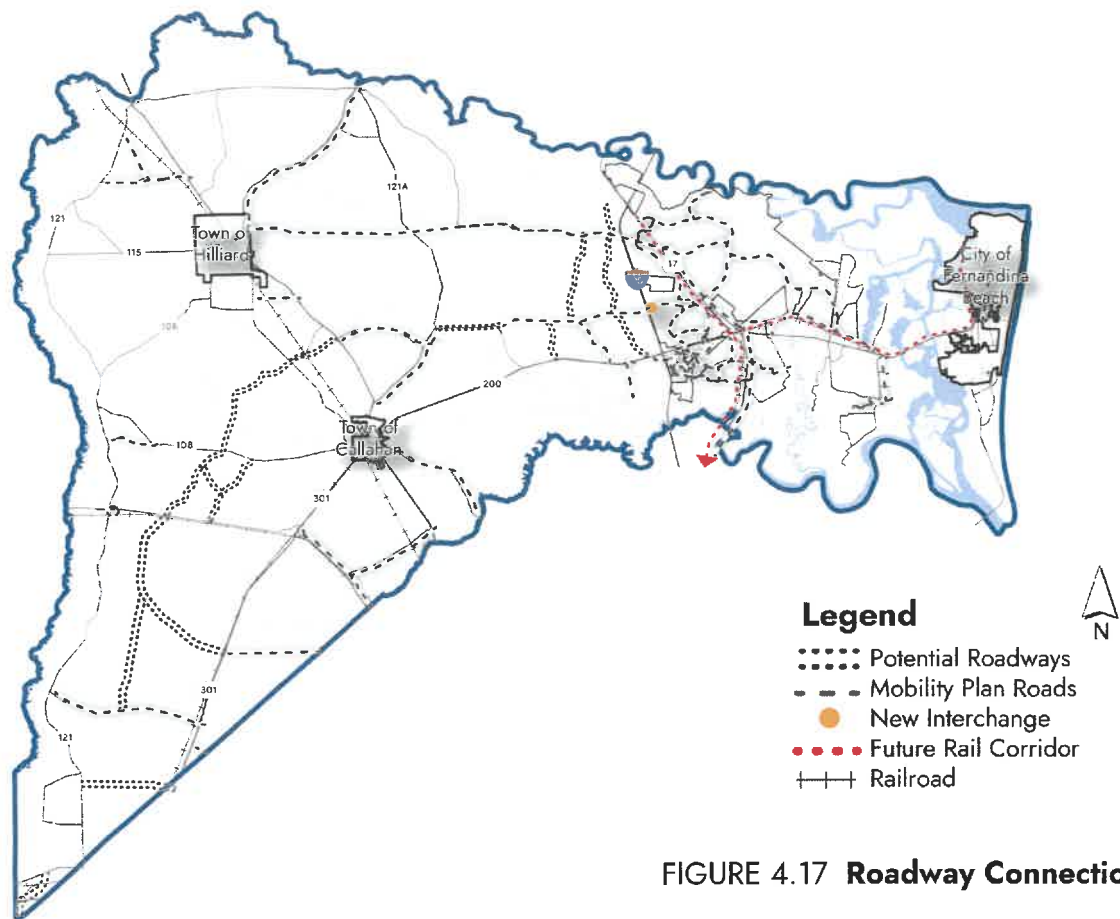 121A
121
Town o
Hilliard
115
17
City of
Fernandina
Beach
108
200
Town of
Callahan
108
301
301
121
Legend
N
Potential Roadways
Mobility Plan Roads
New Interchange
Future Rail Corridor
Railroad
FIGURE 4.17 Roadway Connectio